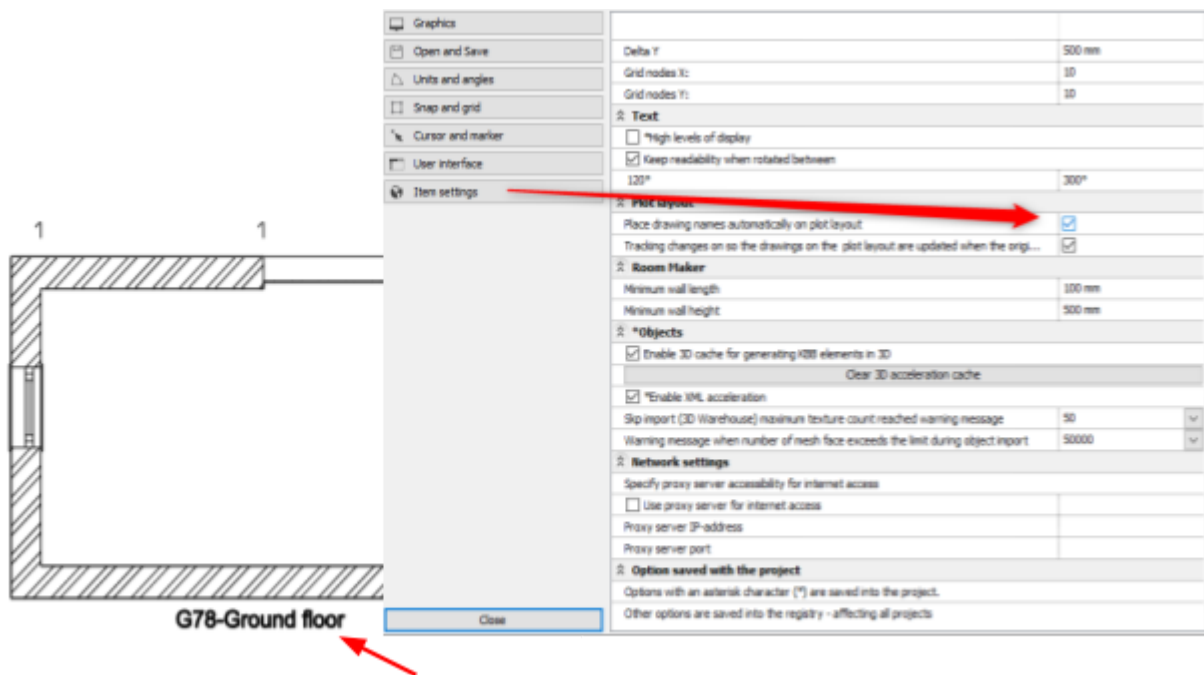 Graphics
Open and Save
Units and angles
Snap and grid
Cursor and marker
User interface
Item settings
Close
Delta Y 500 mm
Grid nodes X: 10
Grid nodes Y: 10
Text
*High levels of display
Keep readability when rotated between
120° 300°
Plot layout
Place drawing names automatically on plot layout
Tracking changes on so the drawings on the plot layout are updated when the origi...
Room Maker
Minimum wall length 100 mm
Minimum wall height 500 mm
*Objects
Enable 3D cache for generating KBB elements in 3D
Clear 3D acceleration cache
*Enable XML acceleration
Skip import (3D Warehouse) maximum texture count reached warning message 50
Warning message when number of mesh face exceeds the limit during object import 50000
Network settings
Specify proxy server accessibility for internet access
Use proxy server for internet access
Proxy server IP-address
Proxy server port
Option saved with the project
Options with an asterisk character (*) are saved into the project.
Other options are saved into the registry - affecting all projects
1 1
G78-Ground floor